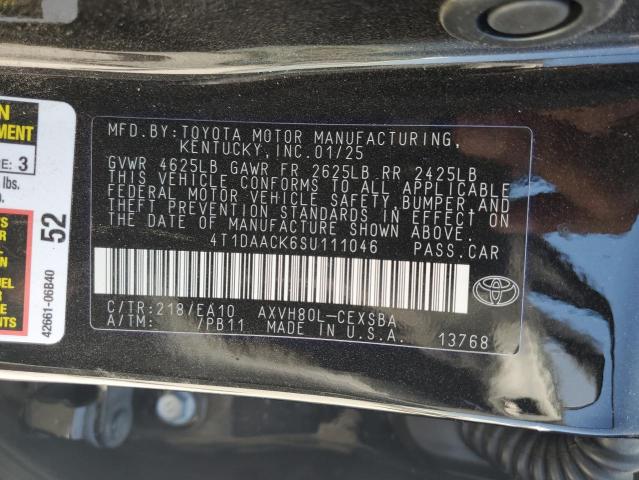 MFD.BY:TOYOTA MOTOR MANUFACTURING,
KENTUCKY, INC.01/25
GVWR 4625LB GAWR FR 2625LB RR 2425LB
THIS VEHICLE CONFORMS TO ALL APPLICABLE
FEDERAL MOTOR VEHICLE SAFETY, BUMPER, AND
THEFT PREVENTION STANDARDS IN EFFECT ON
THE DATE OF MANUFACTURE SHOWN ABOVE.
4T1DAACK6SU111046 PASS.CAR
C/TR:218/EA10 AXVH80L-CEXSBA
A/TM: /PB11 MADE IN U.S.A. 13768
3
lbs.
52
42661-06B40